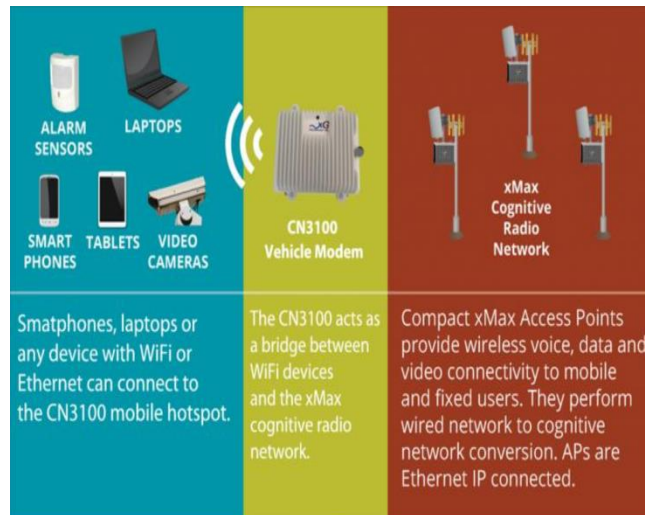 ALARM
SENSORS
LAPTOPS
SMART
PHONES
TABLETS
VIDEO
CAMERAS
Smatphones, laptops or
any device with WiFi or
Ethernet can connect to
the CN3100 mobile hotspot.
xG
CN3100
Vehicle Modem
The CN3100 acts as
a bridge between
WiFi devices
and the xMax
cognitive radio
network.
xMax
Cognitive
Radio
Network
Compact xMax Access Points
provide wireless voice, data and
video connectivity to mobile
and fixed users. They perform
wired network to cognitive
network conversion. APs are
Ethernet IP connected.